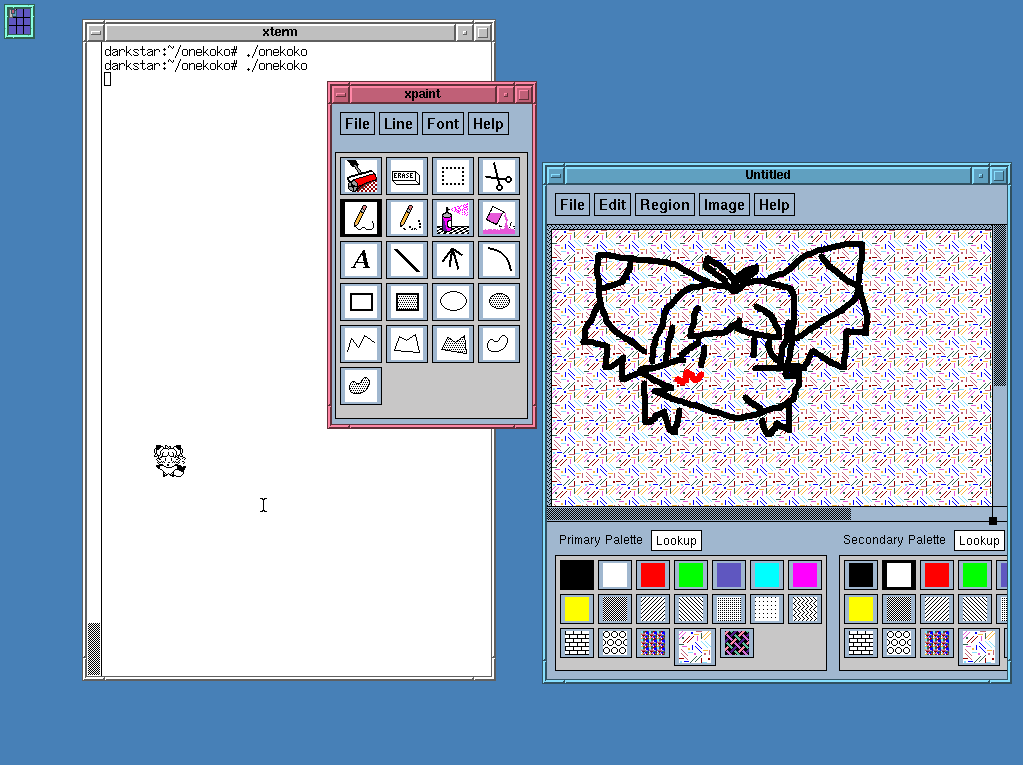 xterm
darkstar:~/onekoko# ./onekoko
darkstar:~/onekoko# ./onekoko
xpaint
File Line Font Help
ERASE
A
Untitled
File Edit Region Image Help
Primary Palette Lookup
Secondary Palette Lookup